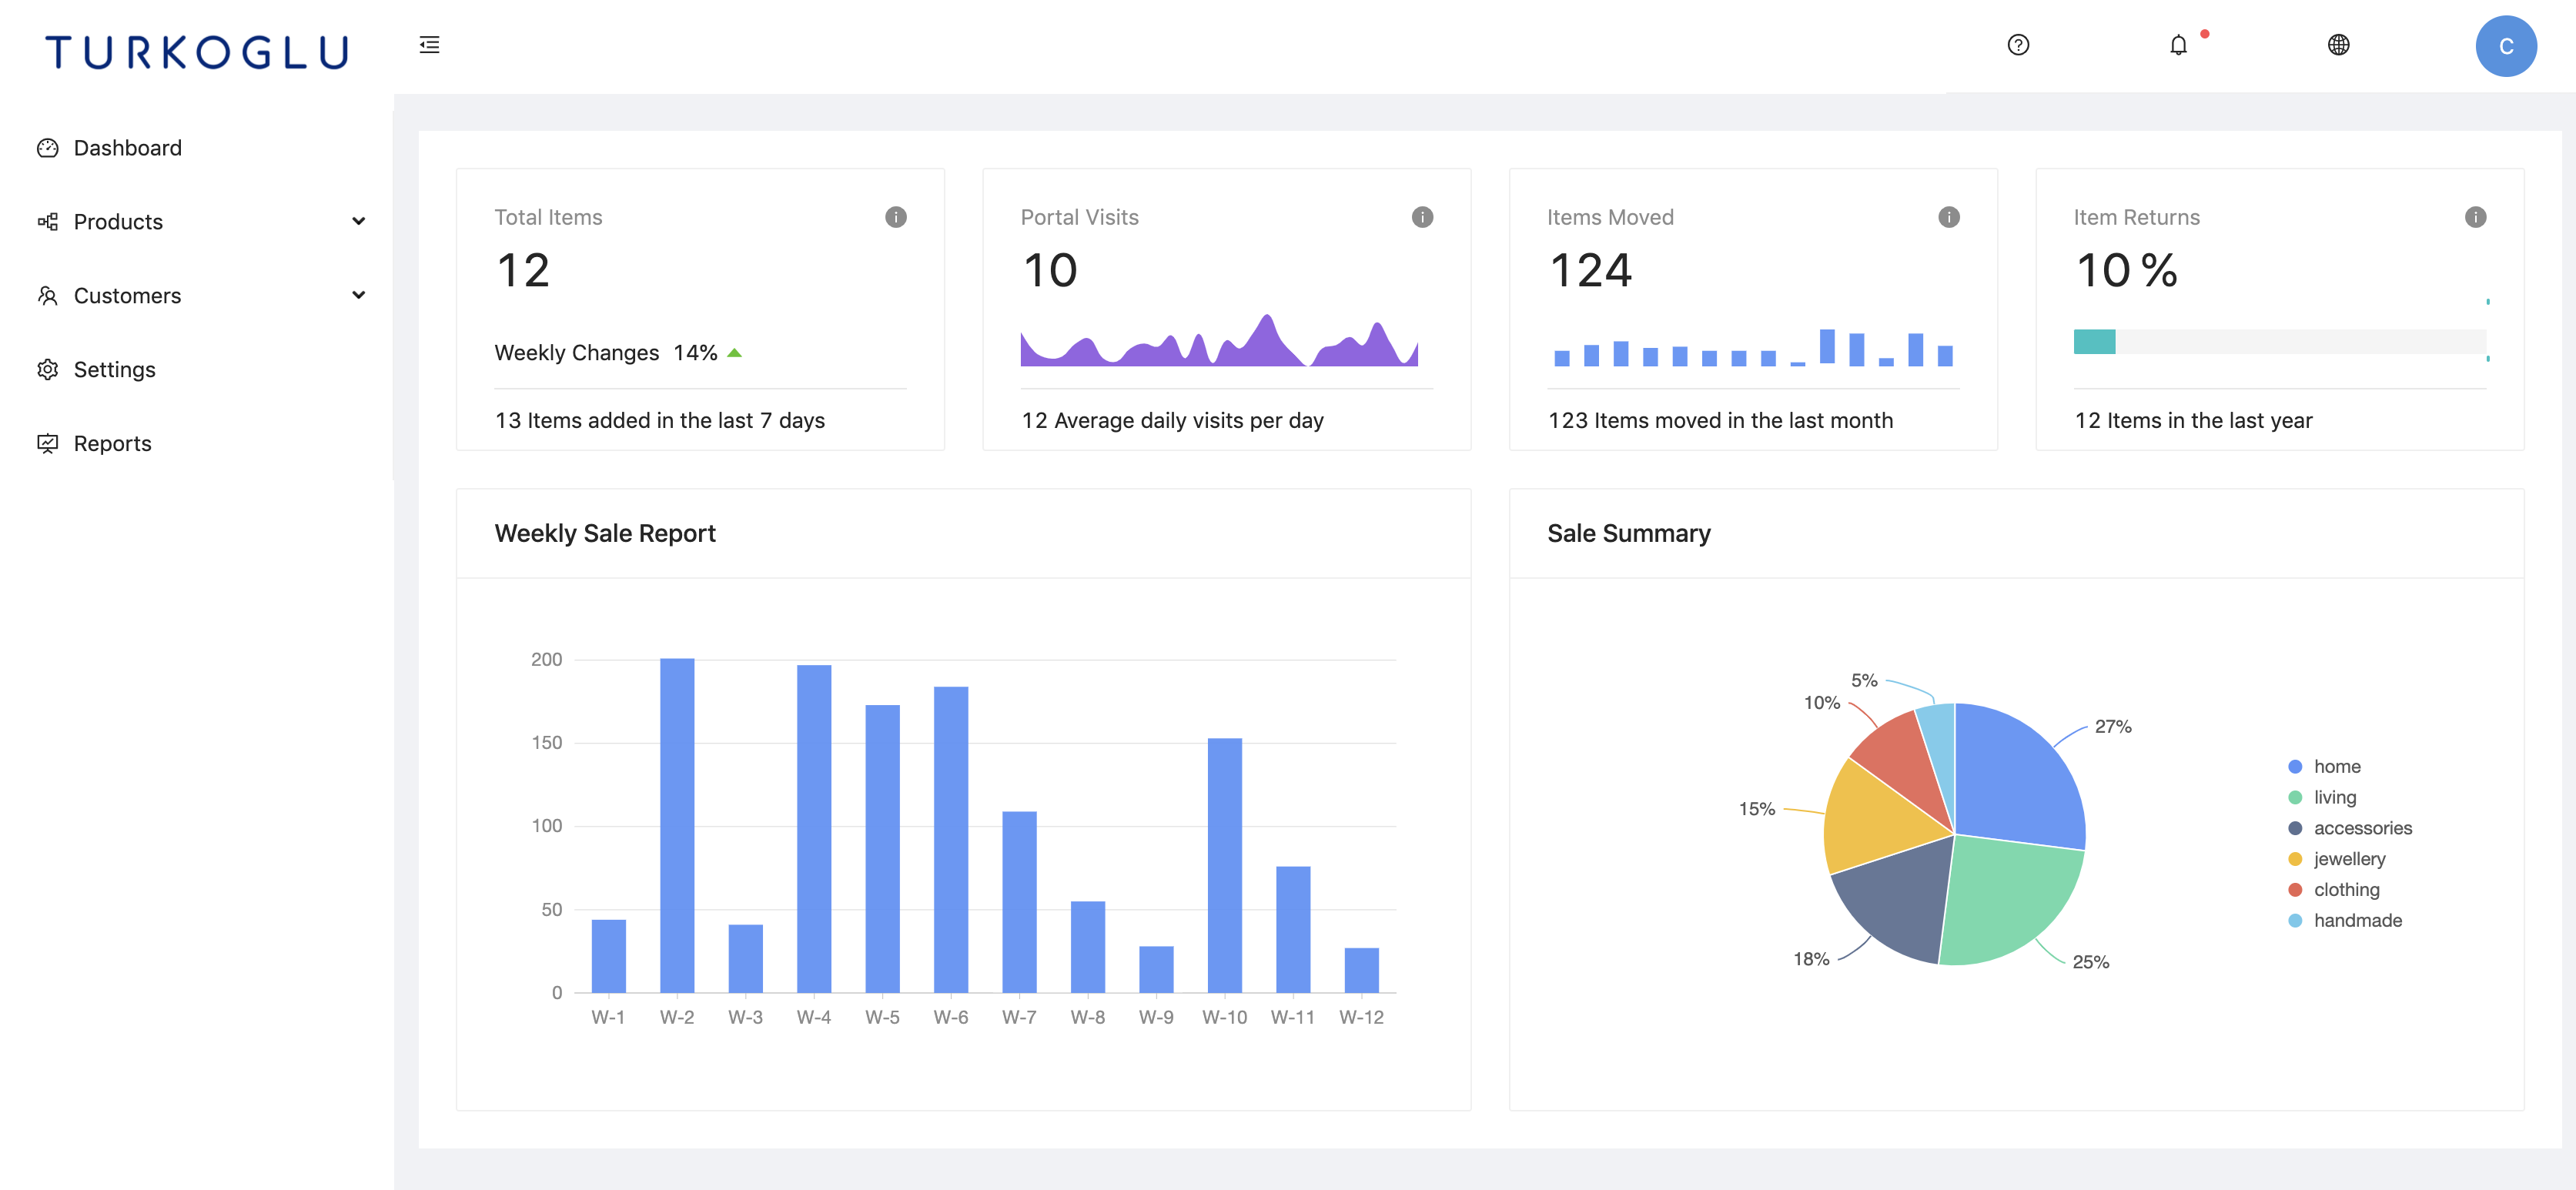 TURKOGLU
C
Dashboard
Products
Customers
Settings
Reports
Total Items
12
Weekly Changes 14%
13 Items added in the last 7 days
Portal Visits
10
12 Average daily visits per day
Items Moved
124
123 Items moved in the last month
Item Returns
10 %
12 Items in the last year
Weekly Sale Report
200
150
100
50
0
W-1 W-2 W-3 W-4 W-5 W-6 W-7 W-8 W-9 W-10 W-11 W-12
Sale Summary
5%
10%
27%
15%
18%
25%
home
living
accessories
jewellery
clothing
handmade